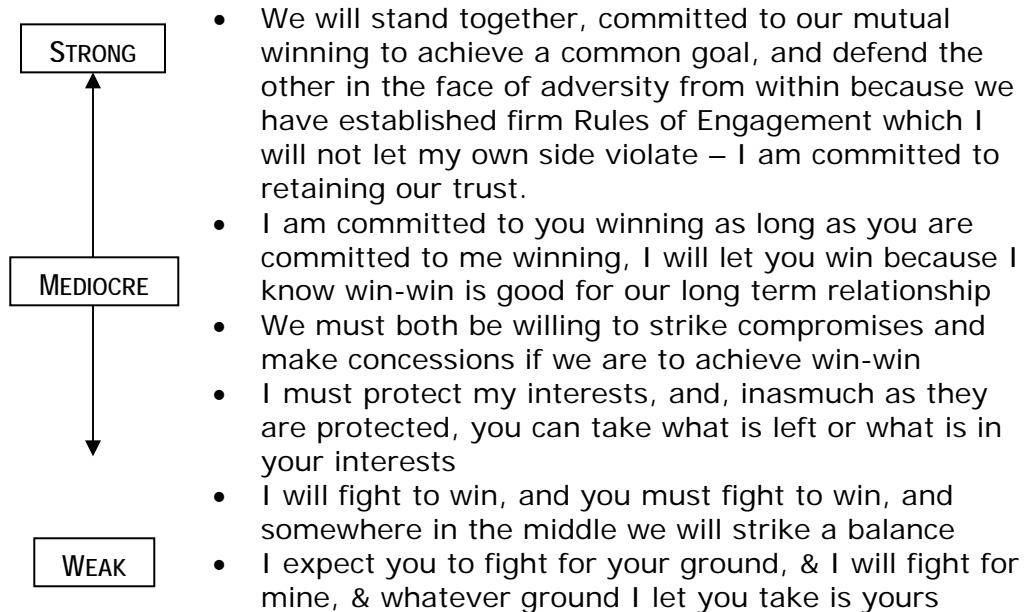 STRONG
MEDIOCRE
WEAK
• We will stand together, committed to our mutual
winning to achieve a common goal, and defend the
other in the face of adversity from within because we
have established firm Rules of Engagement which I
will not let my own side violate – I am committed to
retaining our trust.
• I am committed to you winning as long as you are
committed to me winning, I will let you win because I
know win-win is good for our long term relationship
• We must both be willing to strike compromises and
make concessions if we are to achieve win-win
• I must protect my interests, and, inasmuch as they
are protected, you can take what is left or what is in
your interests
• I will fight to win, and you must fight to win, and
somewhere in the middle we will strike a balance
• I expect you to fight for your ground, & I will fight for
mine, & whatever ground I let you take is yours